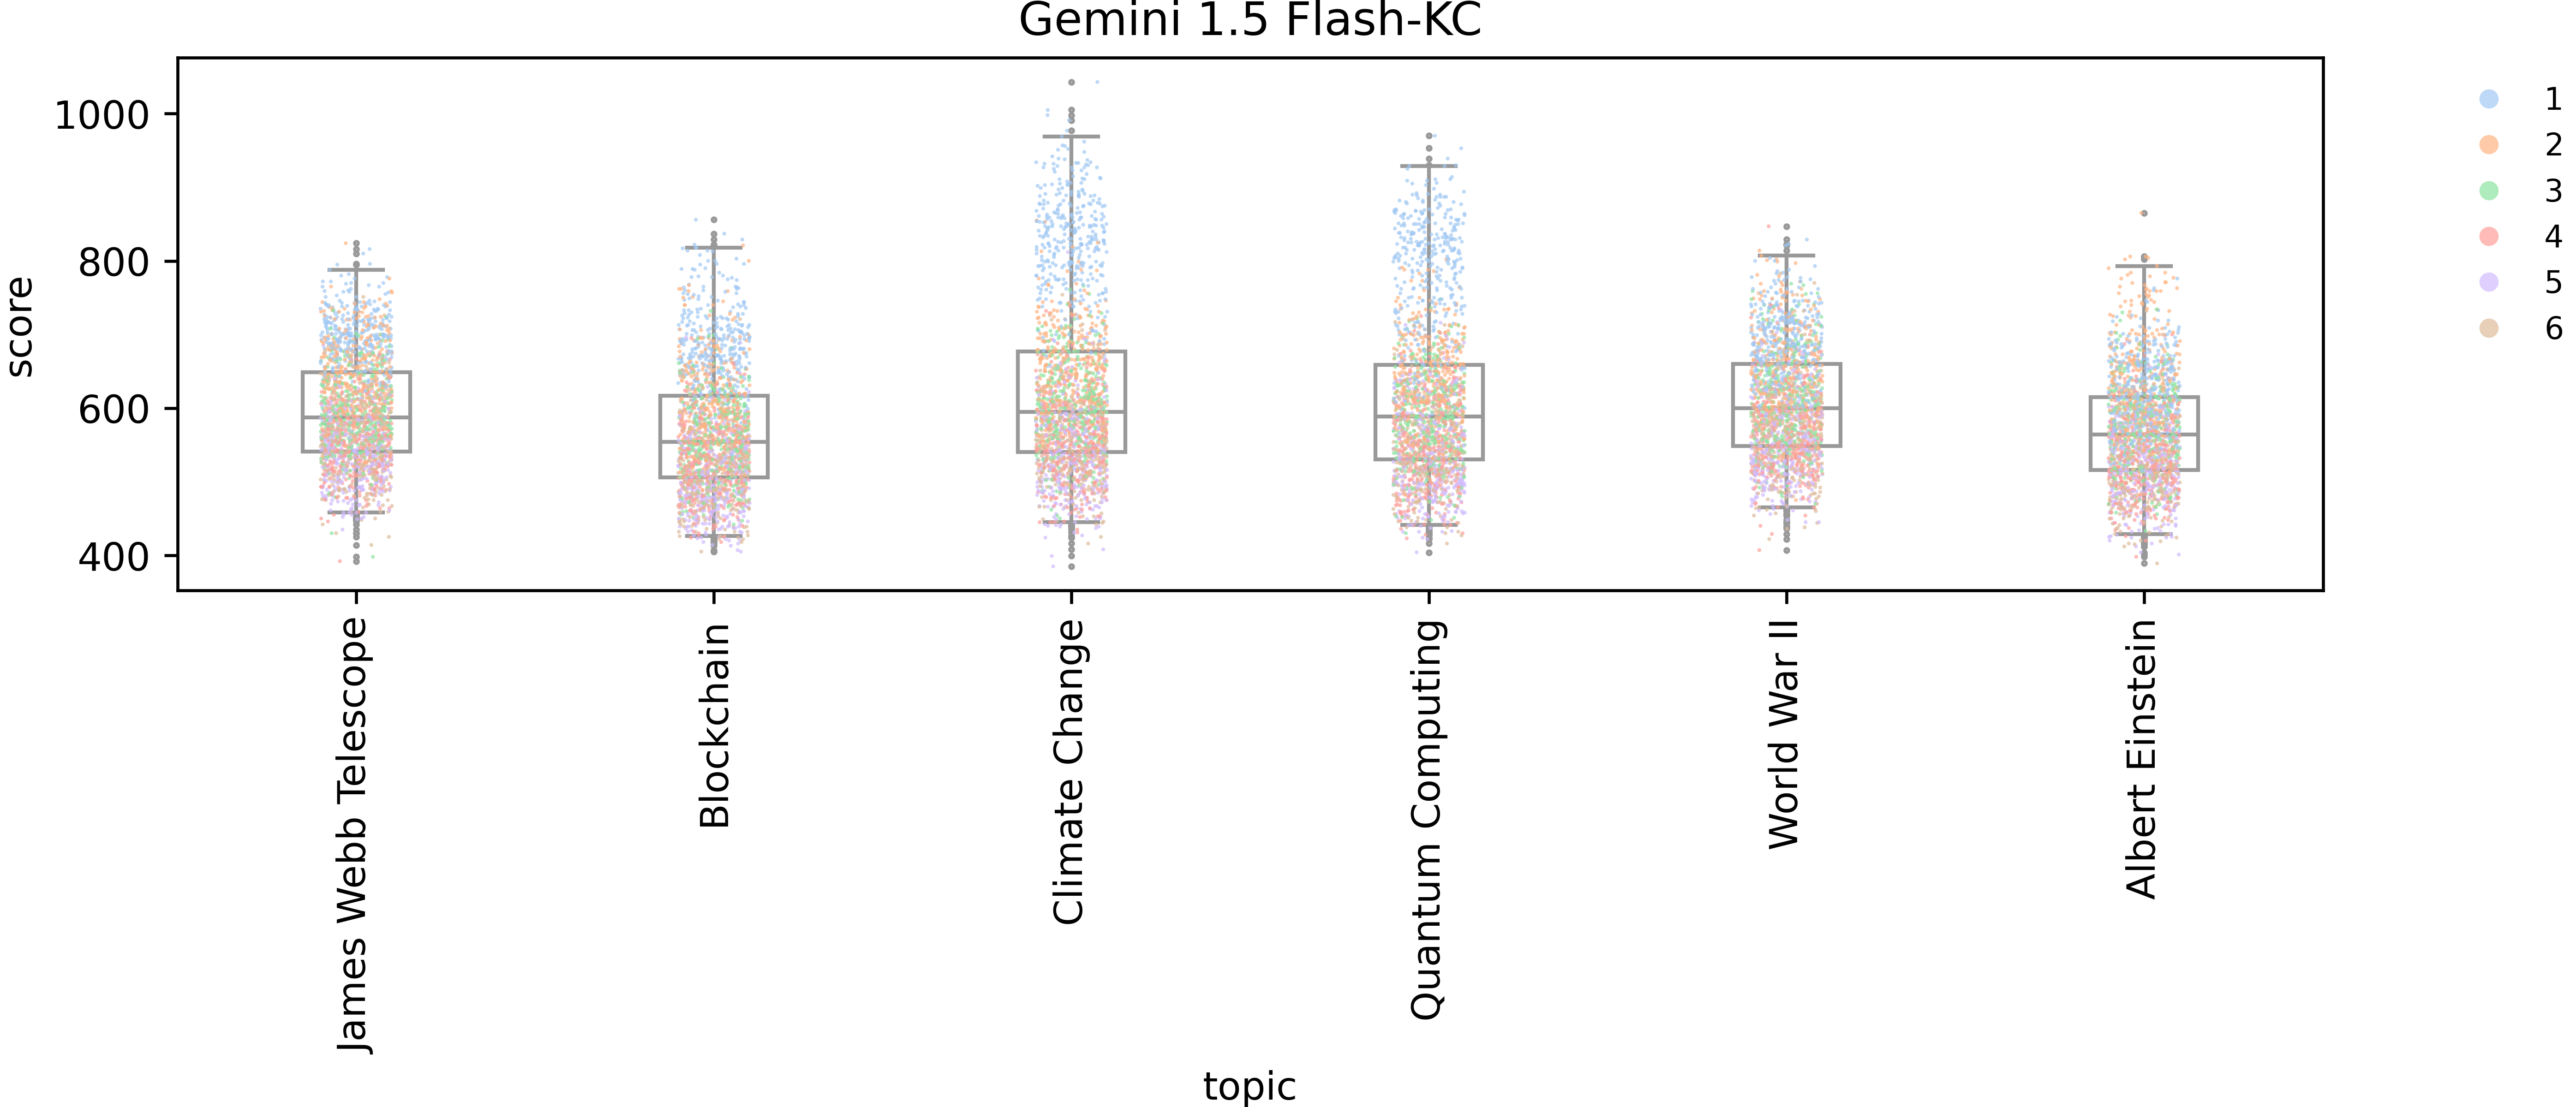 Gemini 1.5 Flash-KC
score
1000
800
600
400
1
2
3
4
5
6
James Webb Telescope
Blockchain
Climate Change
Quantum Computing
World War II
Albert Einstein
topic